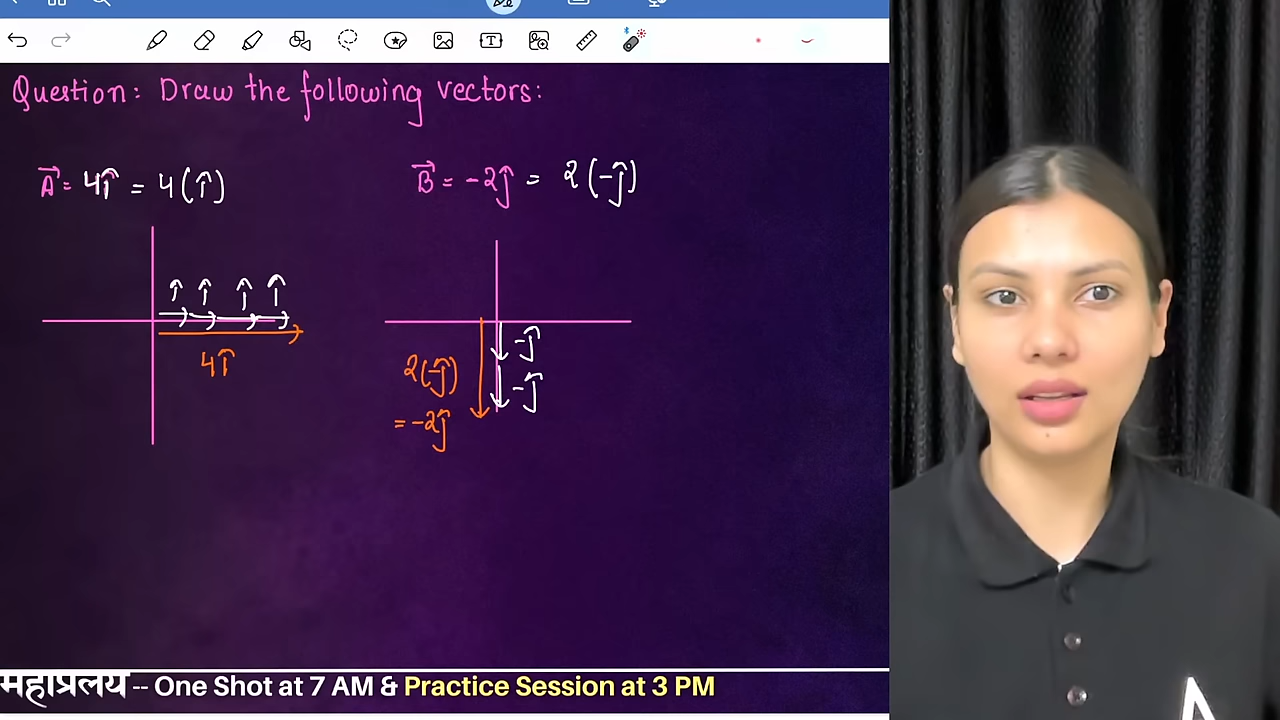 Question: Draw the following vectors:
A⃗ = 4î = 4(î)
B⃗ = -2ĵ = 2(-ĵ)
î î î î
4î
-ĵ
-ĵ
2(-ĵ)
= -2ĵ
महाप्रलय -- One Shot at 7 AM & Practice Session at 3 PM